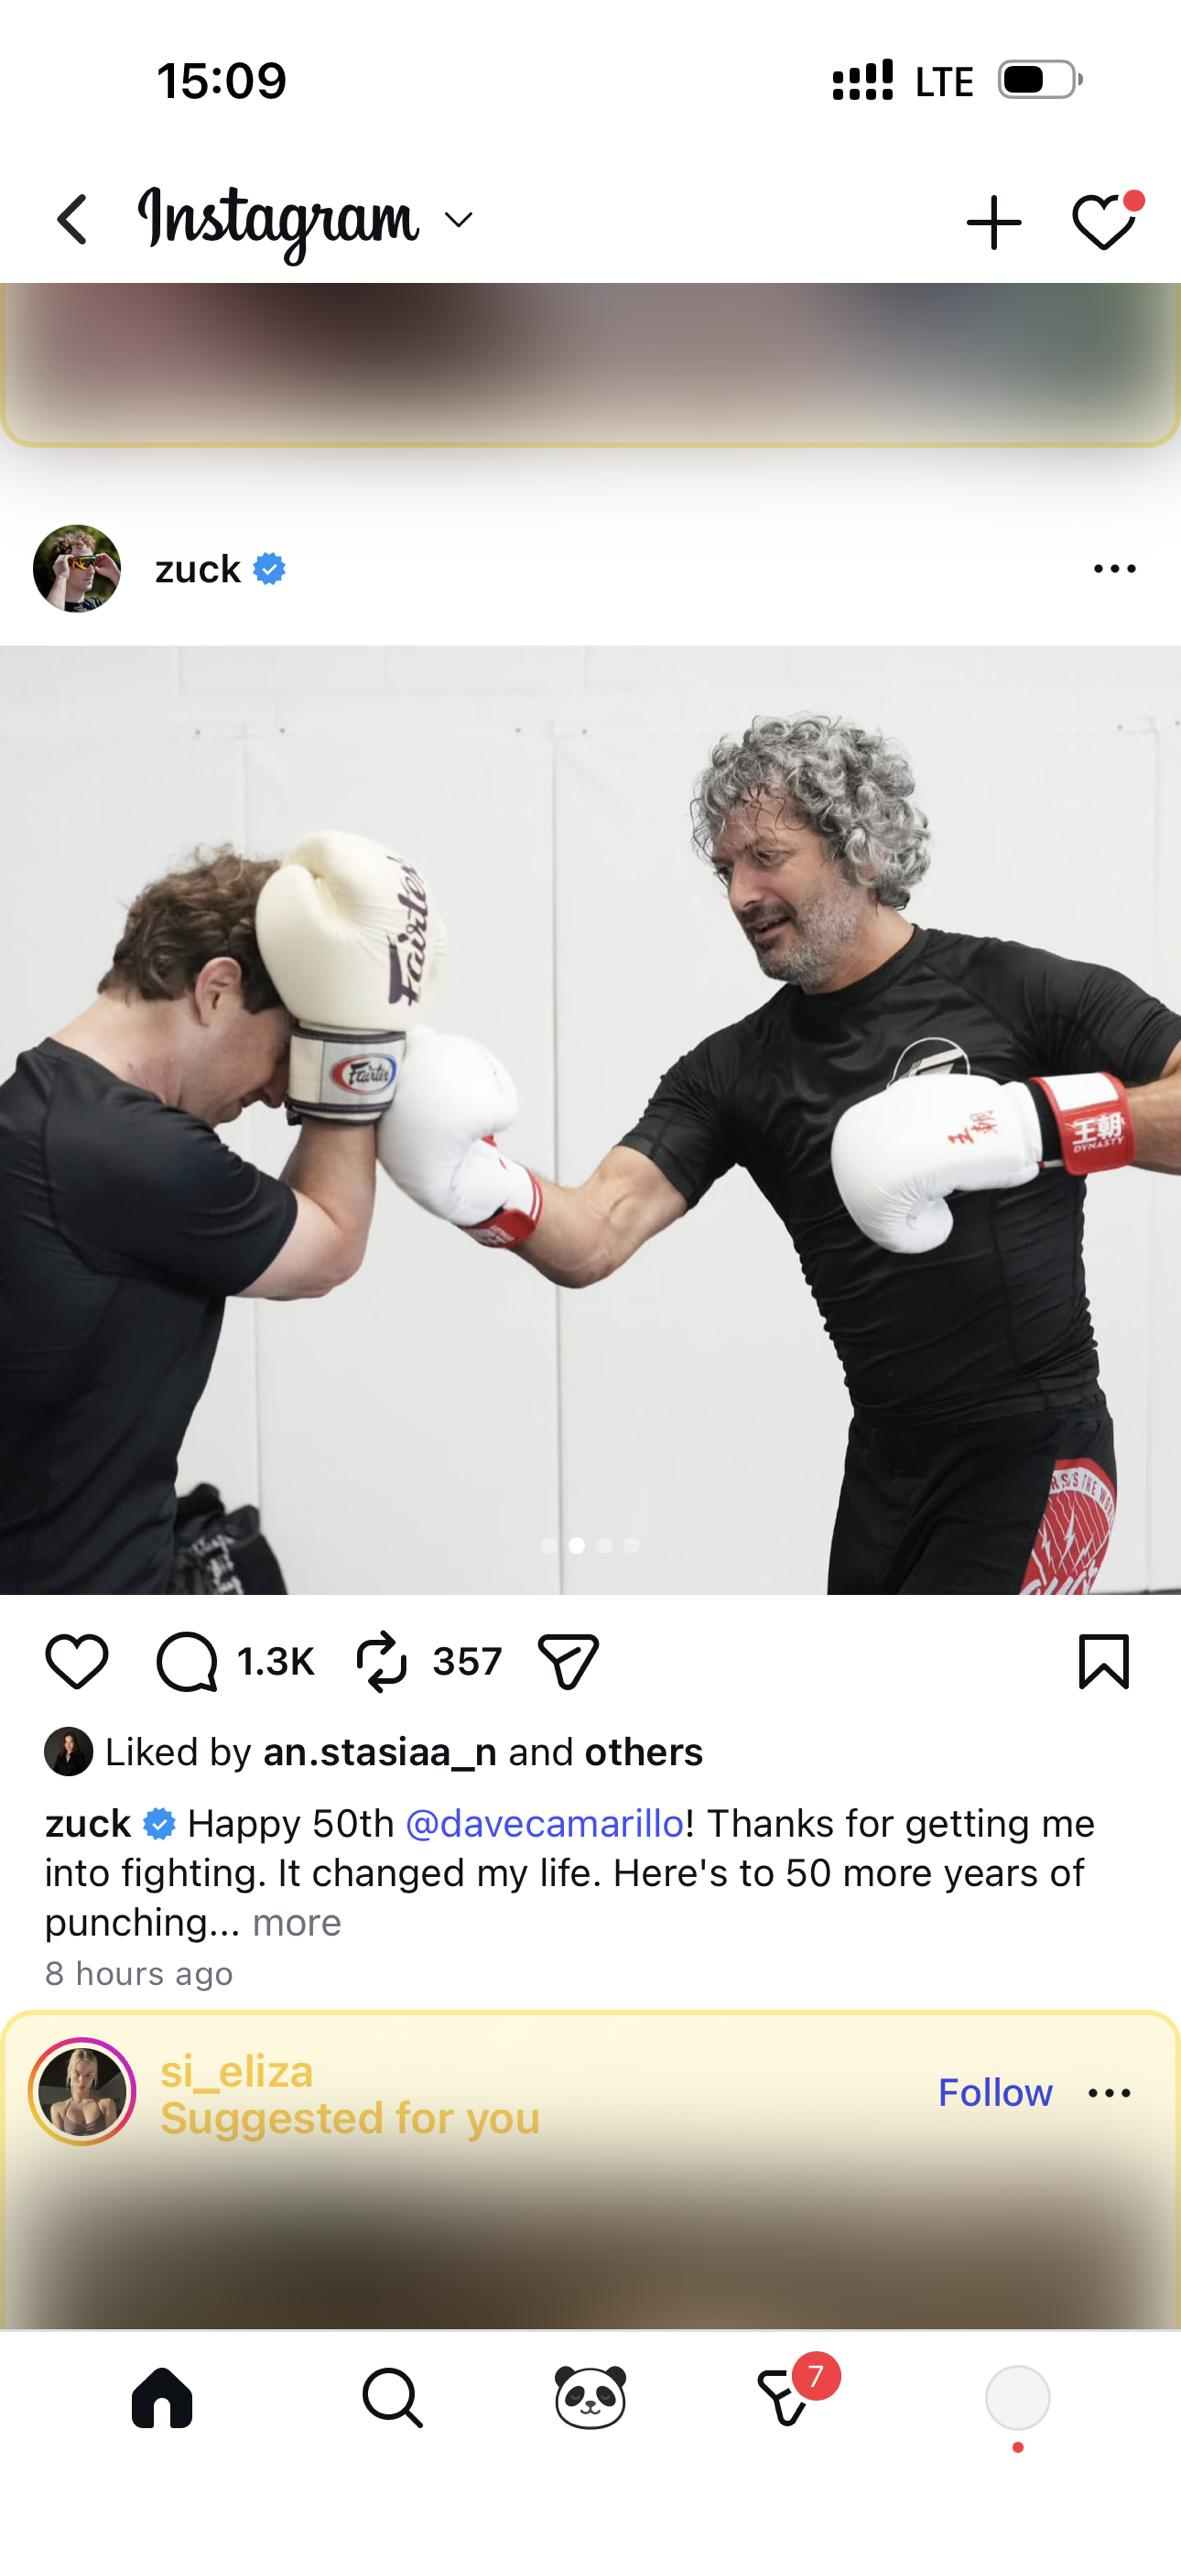 15:09
LTE
Instagram
zuck
Fairtex
Fairtex
王朝
DYNASTY
1.3K
357
Liked by an.stasiaa_n and others
zuck Happy 50th @davecamarillo! Thanks for getting me
into fighting. It changed my life. Here's to 50 more years of
punching... more
8 hours ago
si_eliza
Suggested for you
Follow
7